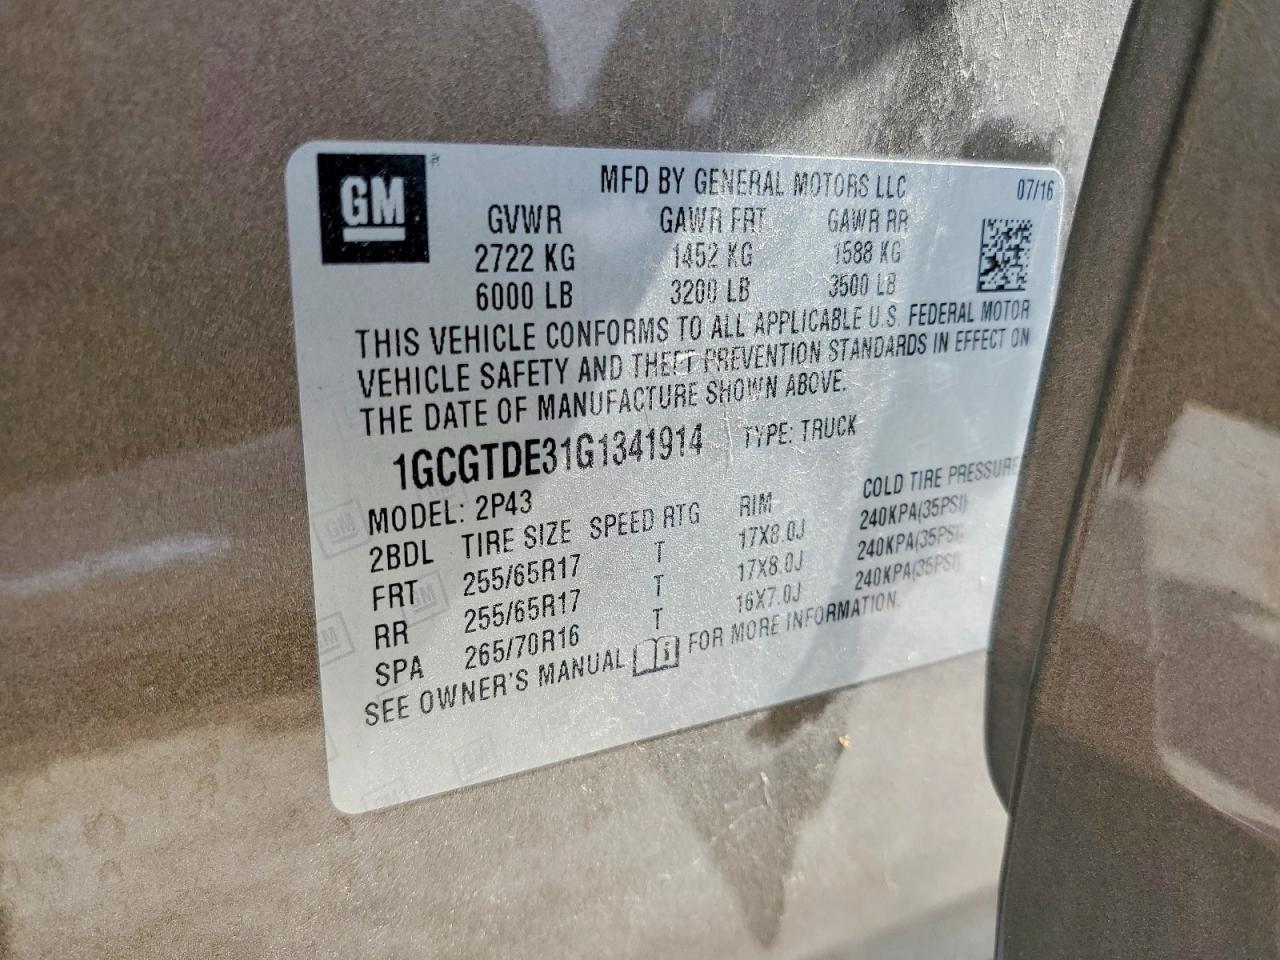 GM
MFD BY GENERAL MOTORS LLC 07/16
GVWR GAWR FRT GAWR RR
2722 KG 1452 KG 1588 KG
6000 LB 3200 LB 3500 LB
THIS VEHICLE CONFORMS TO ALL APPLICABLE U.S. FEDERAL MOTOR
VEHICLE SAFETY AND THEFT PREVENTION STANDARDS IN EFFECT ON
THE DATE OF MANUFACTURE SHOWN ABOVE.
1GCGTDE31G1341914 TYPE: TRUCK
MODEL: 2P43
2BDL TIRE SIZE SPEED RTG RIM COLD TIRE PRESSURE
FRT 255/65R17 T 17X8.0J 240KPA(35PSI)
RR 255/65R17 T 17X8.0J 240KPA(35PSI)
SPA 265/70R16 T 16X7.0J 240KPA(35PSI)
SEE OWNER'S MANUAL FOR MORE INFORMATION.